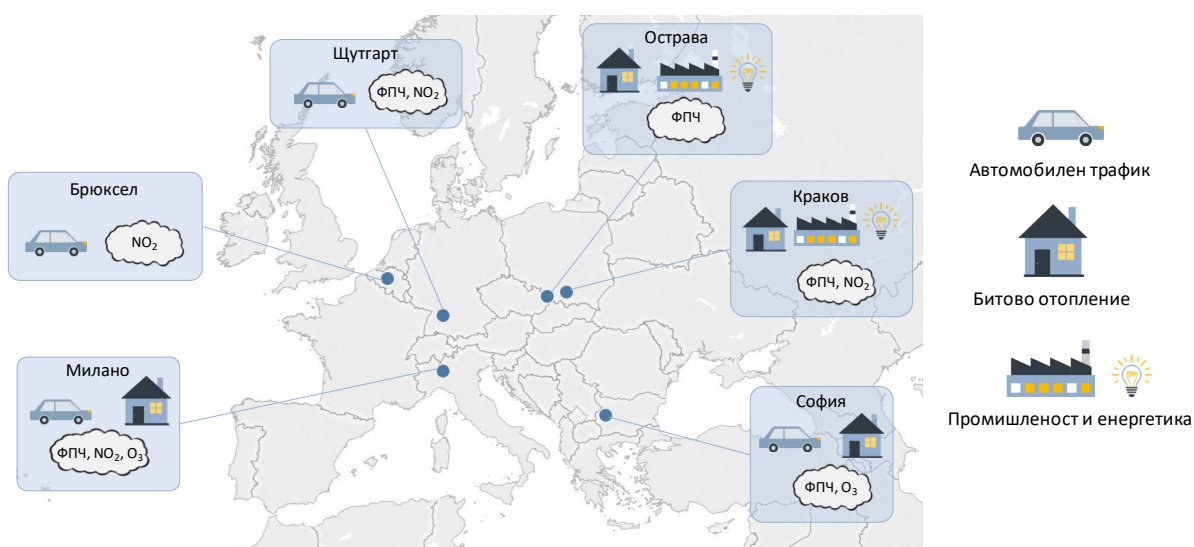 Щутгарт
ФПЧ, NO₂
Острава
ФПЧ
Автомобилен трафик
Брюксел
NO₂
Краков
ФПЧ, NO₂
Битово отопление
Милано
ФПЧ, NO₂, O₃
София
ФПЧ, O₃
Промишленост и енергетика